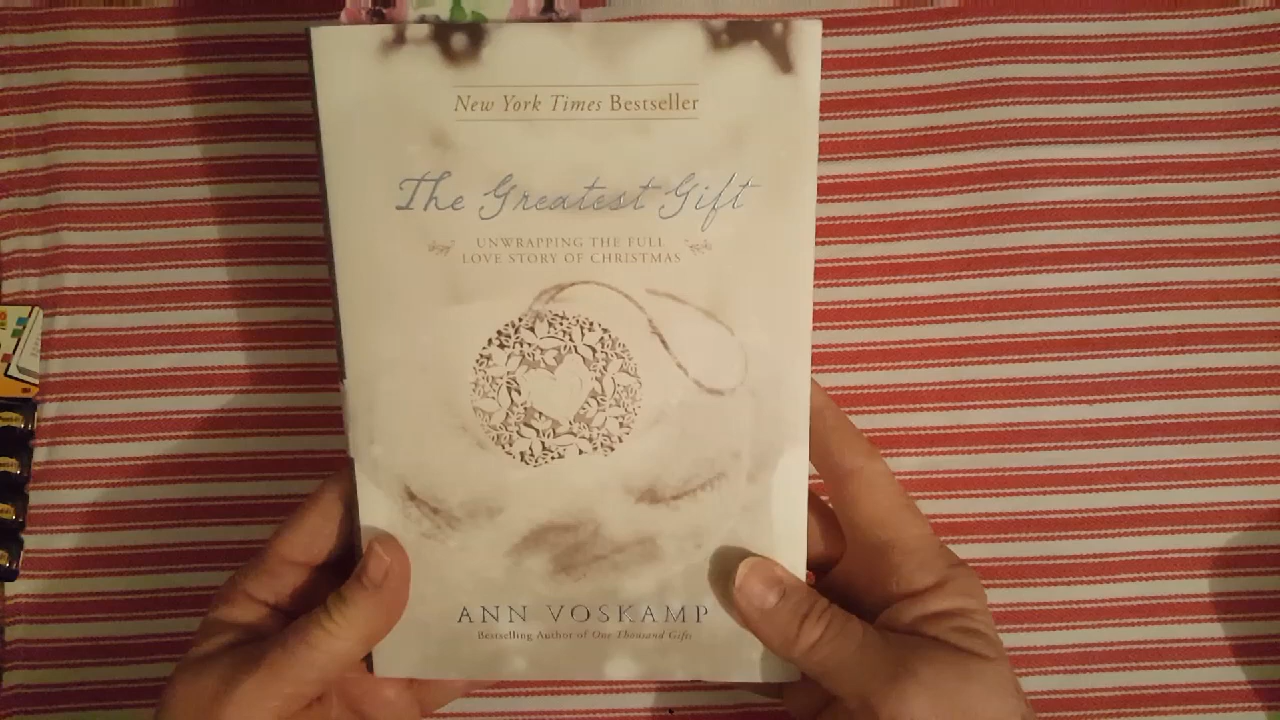 New York Times Bestseller
The Greatest Gift
UNWRAPPING THE FULL
LOVE STORY OF CHRISTMAS
ANN VOSKAMP
Bestselling Author of One Thousand Gifts